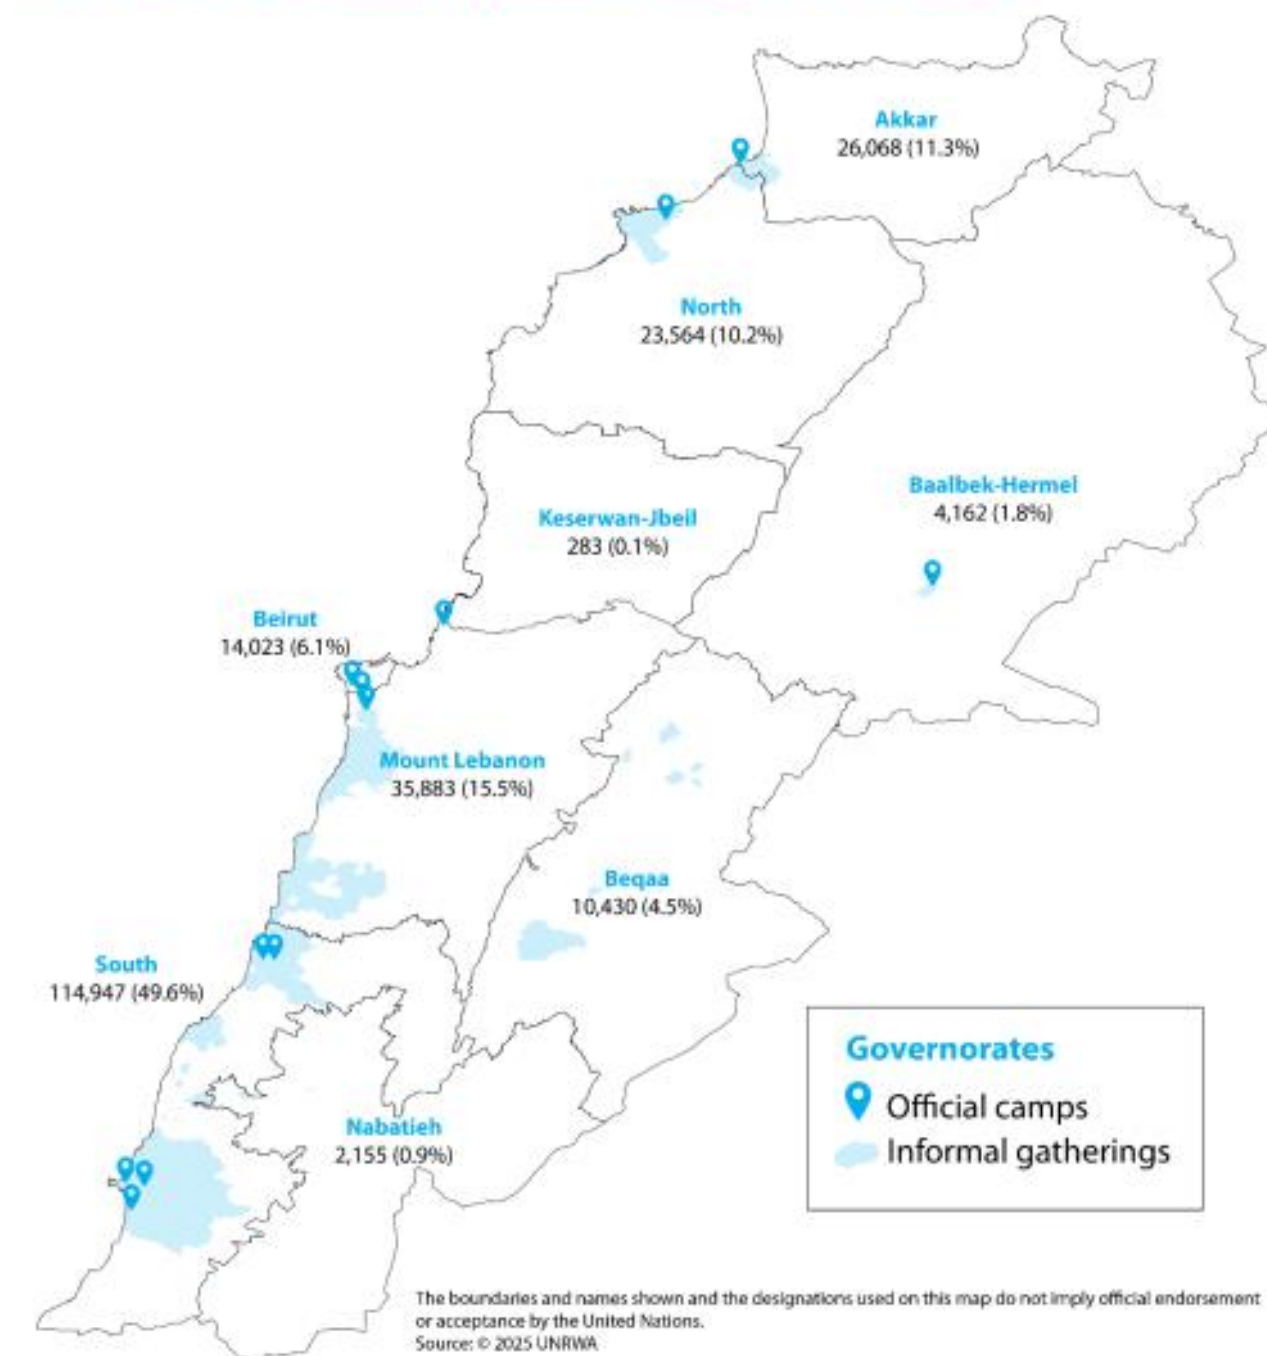 Akkar
26,068 (11.3%)
North
23,564 (10.2%)
Baalbek-Hermel
4,162 (1.8%)
Keserwan-Jbeil
283 (0.1%)
Beirut
14,023 (6.1%)
Mount Lebanon
35,883 (15.5%)
Beqaa
10,430 (4.5%)
South
114,947 (49.6%)
Nabatieh
2,155 (0.9%)
Governorates
Official camps
Informal gatherings
The boundaries and names shown and the designations used on this map do not imply official endorsement
or acceptance by the United Nations.
Source: © 2025 UNRWA